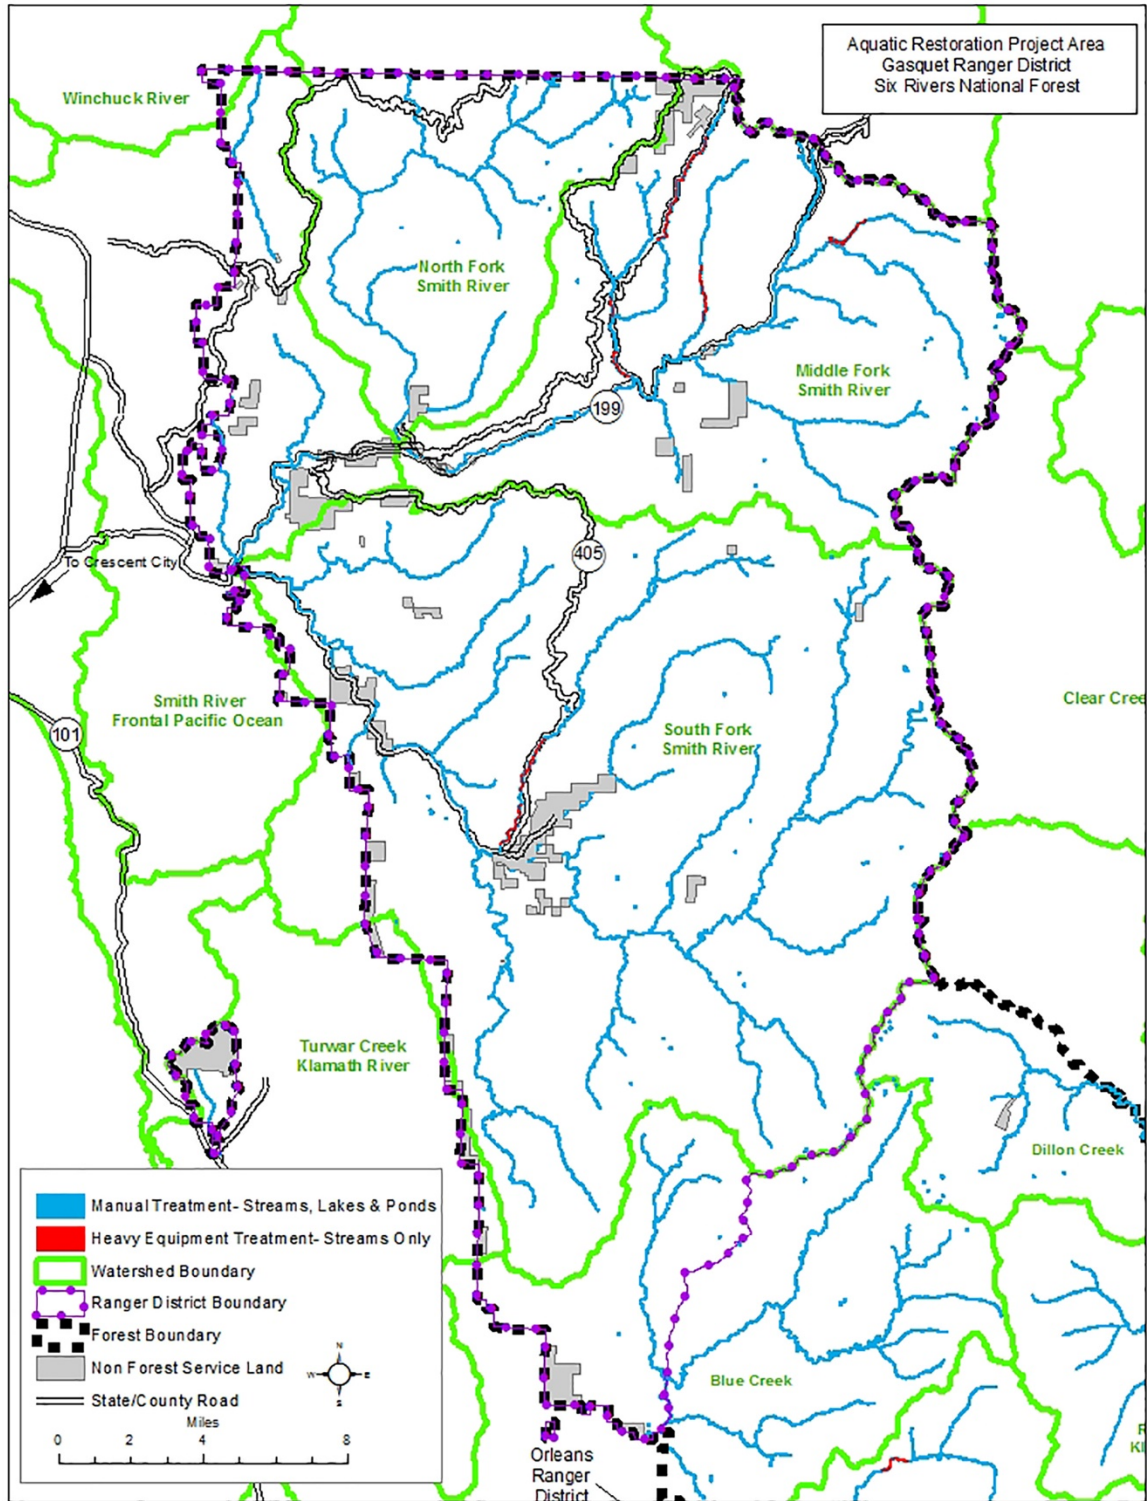 Aquatic Restoration Project Area
Gasquet Ranger District
Six Rivers National Forest
Winchuck River
North Fork
Smith River
Middle Fork
Smith River
199
405
To Crescent City
Smith River
Frontal Pacific Ocean
101
South Fork
Smith River
Clear Cree
Turwar Creek
Klamath River
Dillon Creek
Blue Creek
R
Kl
Orleans
Ranger
District
Manual Treatment- Streams, Lakes & Ponds
Heavy Equipment Treatment- Streams Only
Watershed Boundary
Ranger District Boundary
Forest Boundary
Non Forest Service Land
State/County Road
N
W E
S
Miles
0 2 4 8